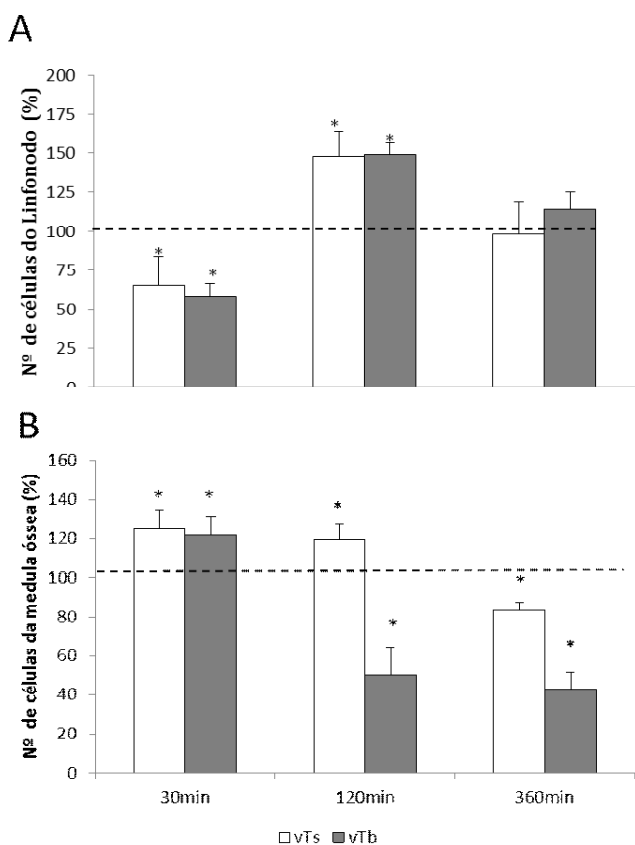 A
Nº de células do Linfonodo (%)
200
175
150
125
100
75
50
25
0
* * * *
B
Nº de células da medula óssea (%)
160
140
120
100
80
60
40
20
0
* * * * * *
30min 120min 360min
vTs vTb